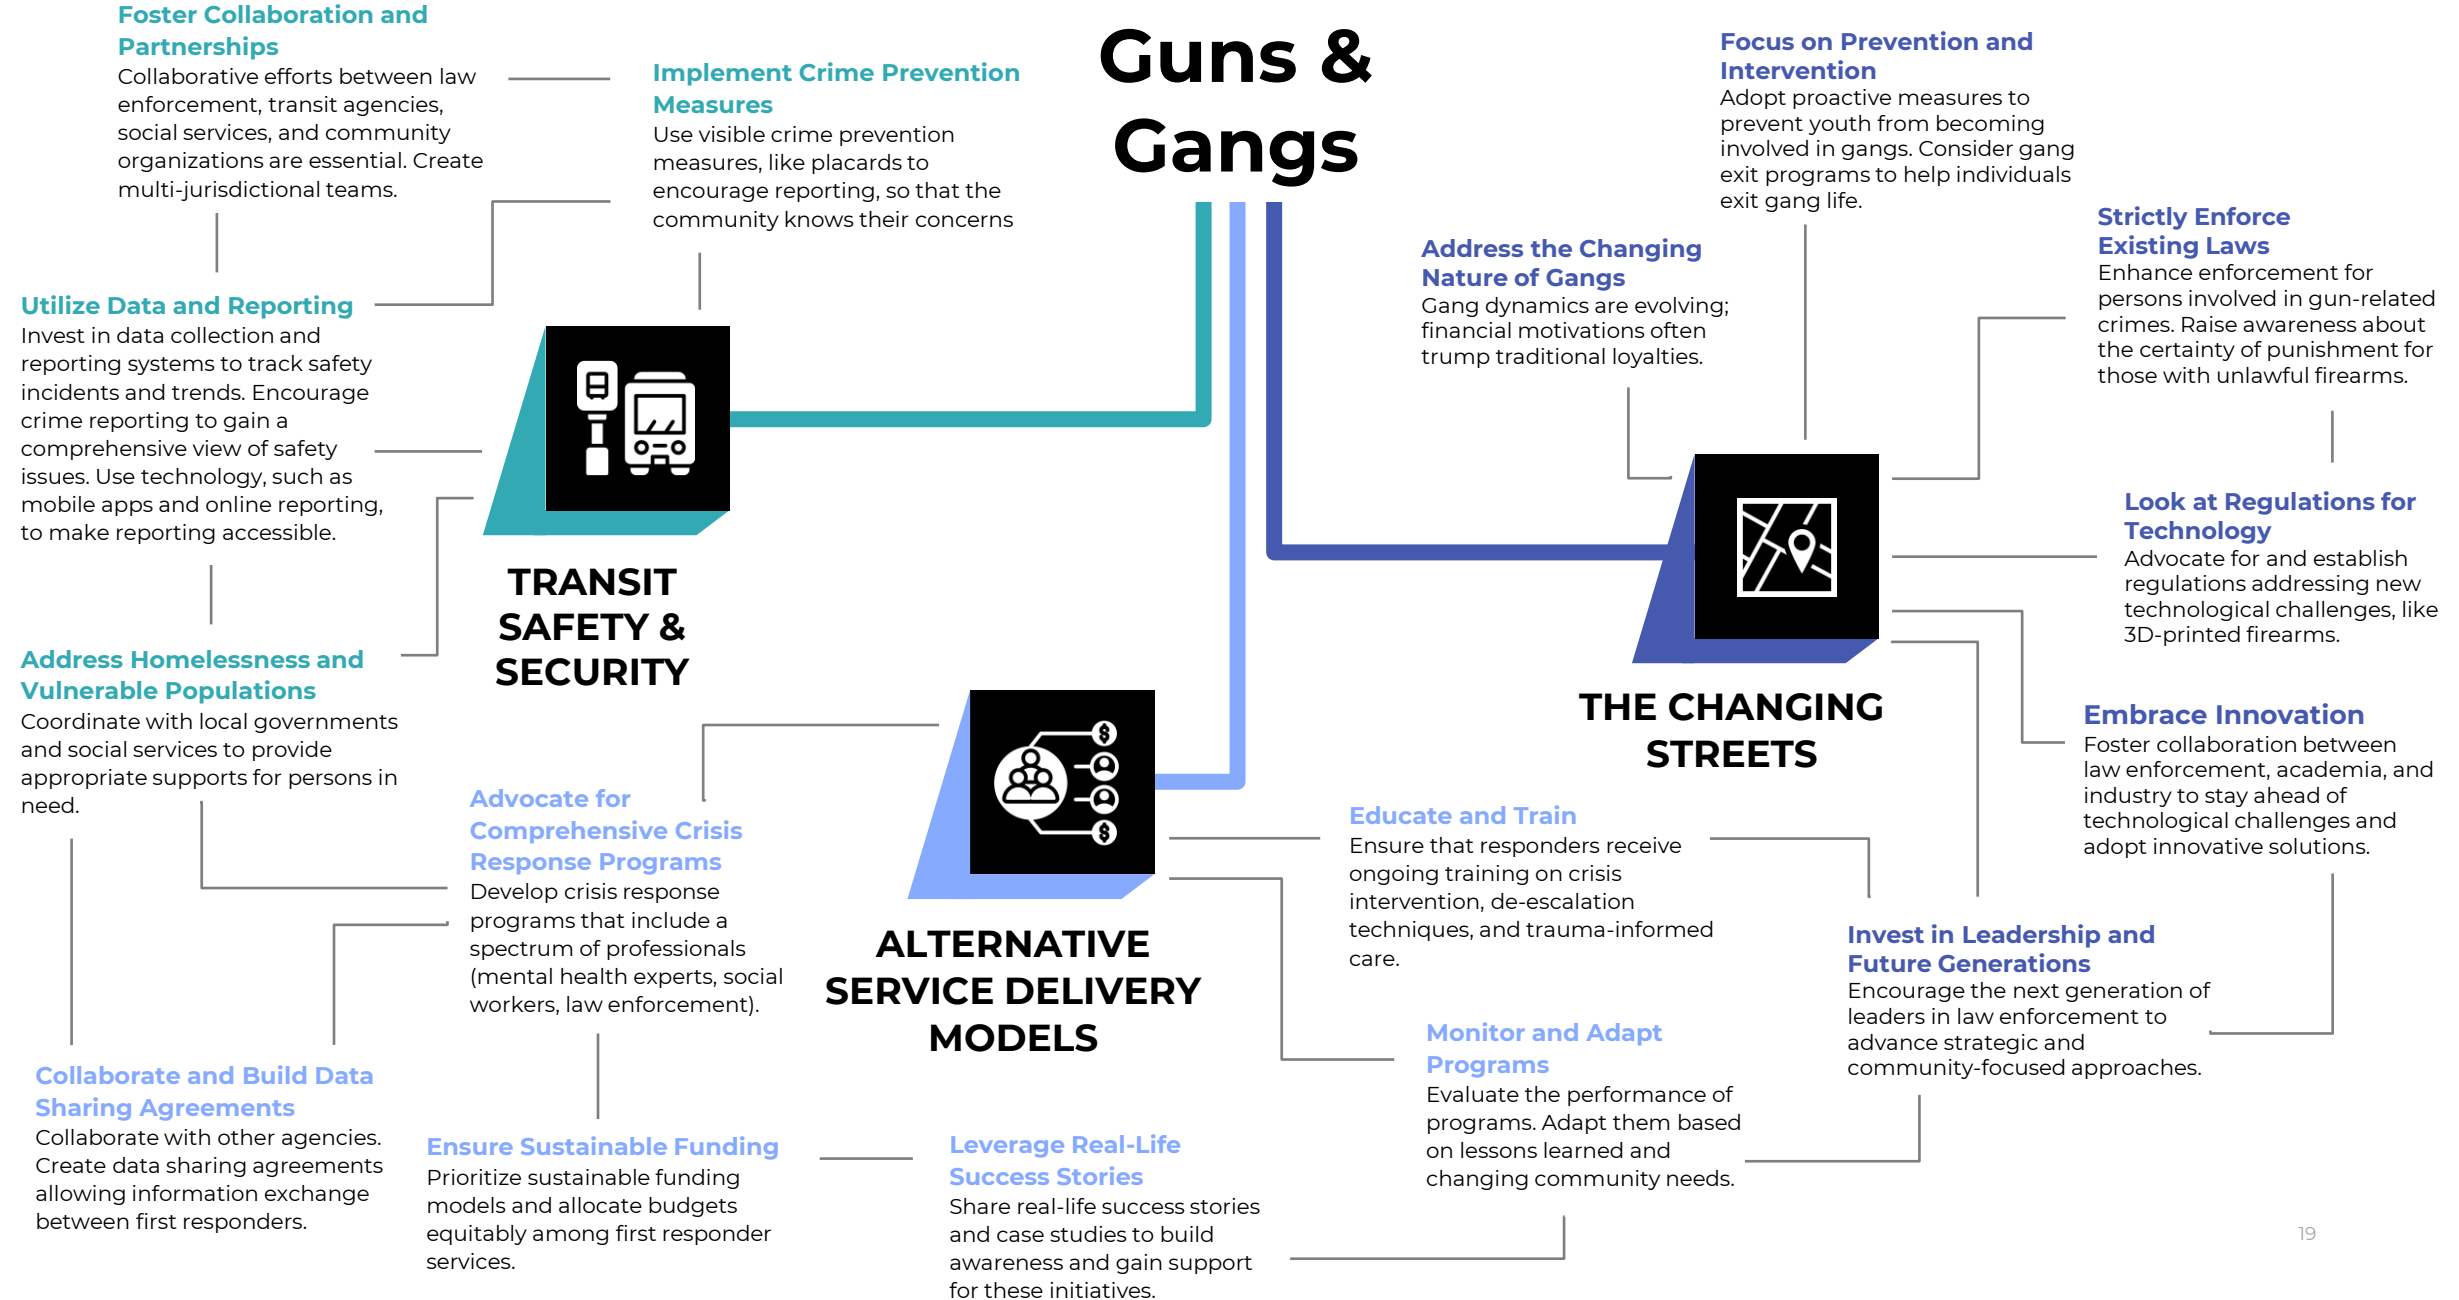 Guns &
Gangs
Foster Collaboration and
Partnerships
Collaborative efforts between law
enforcement, transit agencies,
social services, and community
organizations are essential. Create
multi-jurisdictional teams.
Implement Crime Prevention
Measures
Use visible crime prevention
measures, like placards to
encourage reporting, so that the
community knows their concerns
Utilize Data and Reporting
Invest in data collection and
reporting systems to track safety
incidents and trends. Encourage
crime reporting to gain a
comprehensive view of safety
issues. Use technology, such as
mobile apps and online reporting,
to make reporting accessible.
TRANSIT
SAFETY &
SECURITY
Address Homelessness and
Vulnerable Populations
Coordinate with local governments
and social services to provide
appropriate supports for persons in
need.
Advocate for
Comprehensive Crisis
Response Programs
Develop crisis response
programs that include a
spectrum of professionals
(mental health experts, social
workers, law enforcement).
$
$
ALTERNATIVE
SERVICE DELIVERY
MODELS
Collaborate and Build Data
Sharing Agreements
Collaborate with other agencies.
Create data sharing agreements
allowing information exchange
between first responders.
Ensure Sustainable Funding
Prioritize sustainable funding
models and allocate budgets
equitably among first responder
services.
Leverage Real-Life
Success Stories
Share real-life success stories
and case studies to build
awareness and gain support
for these initiatives.
Educate and Train
Ensure that responders receive
ongoing training on crisis
intervention, de-escalation
techniques, and trauma-informed
care.
Monitor and Adapt
Programs
Evaluate the performance of
programs. Adapt them based
on lessons learned and
changing community needs.
Focus on Prevention and
Intervention
Adopt proactive measures to
prevent youth from becoming
involved in gangs. Consider gang
exit programs to help individuals
exit gang life.
Address the Changing
Nature of Gangs
Gang dynamics are evolving;
financial motivations often
trump traditional loyalties.
Strictly Enforce
Existing Laws
Enhance enforcement for
persons involved in gun-related
crimes. Raise awareness about
the certainty of punishment for
those with unlawful firearms.
Look at Regulations for
Technology
Advocate for and establish
regulations addressing new
technological challenges, like
3D-printed firearms.
THE CHANGING
STREETS
Embrace Innovation
Foster collaboration between
law enforcement, academia, and
industry to stay ahead of
technological challenges and
adopt innovative solutions.
Invest in Leadership and
Future Generations
Encourage the next generation of
leaders in law enforcement to
advance strategic and
community-focused approaches.
19